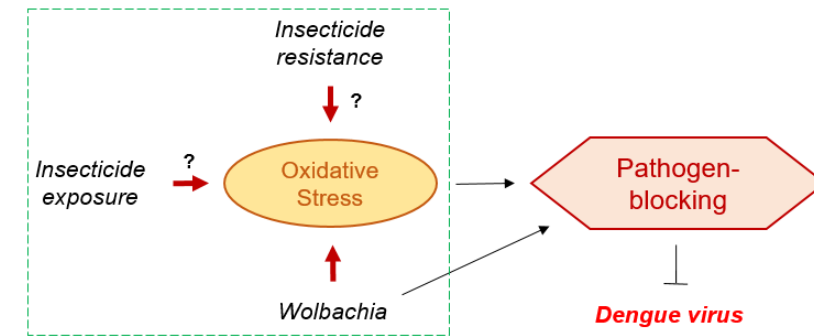 Insecticide
resistance
?
Insecticide
exposure
?
Oxidative
Stress
Pathogen-
blocking
Wolbachia
Dengue virus